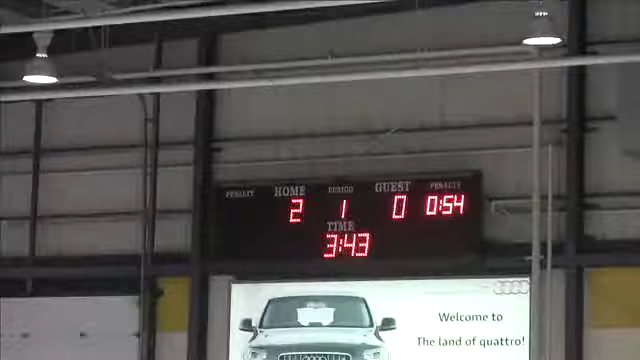 PENALTY HOME PERIOD GUEST PENALTY
2 1 0 0:54
TIME
3:43
Welcome to
The land of quattro!